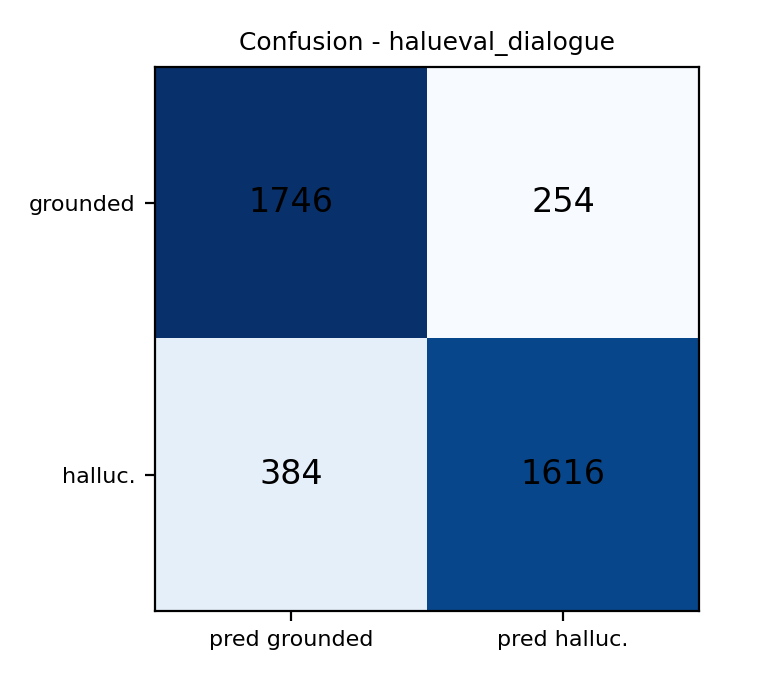 Confusion - halueval_dialogue
grounded
1746
254
halluc.
384
1616
pred grounded
pred halluc.